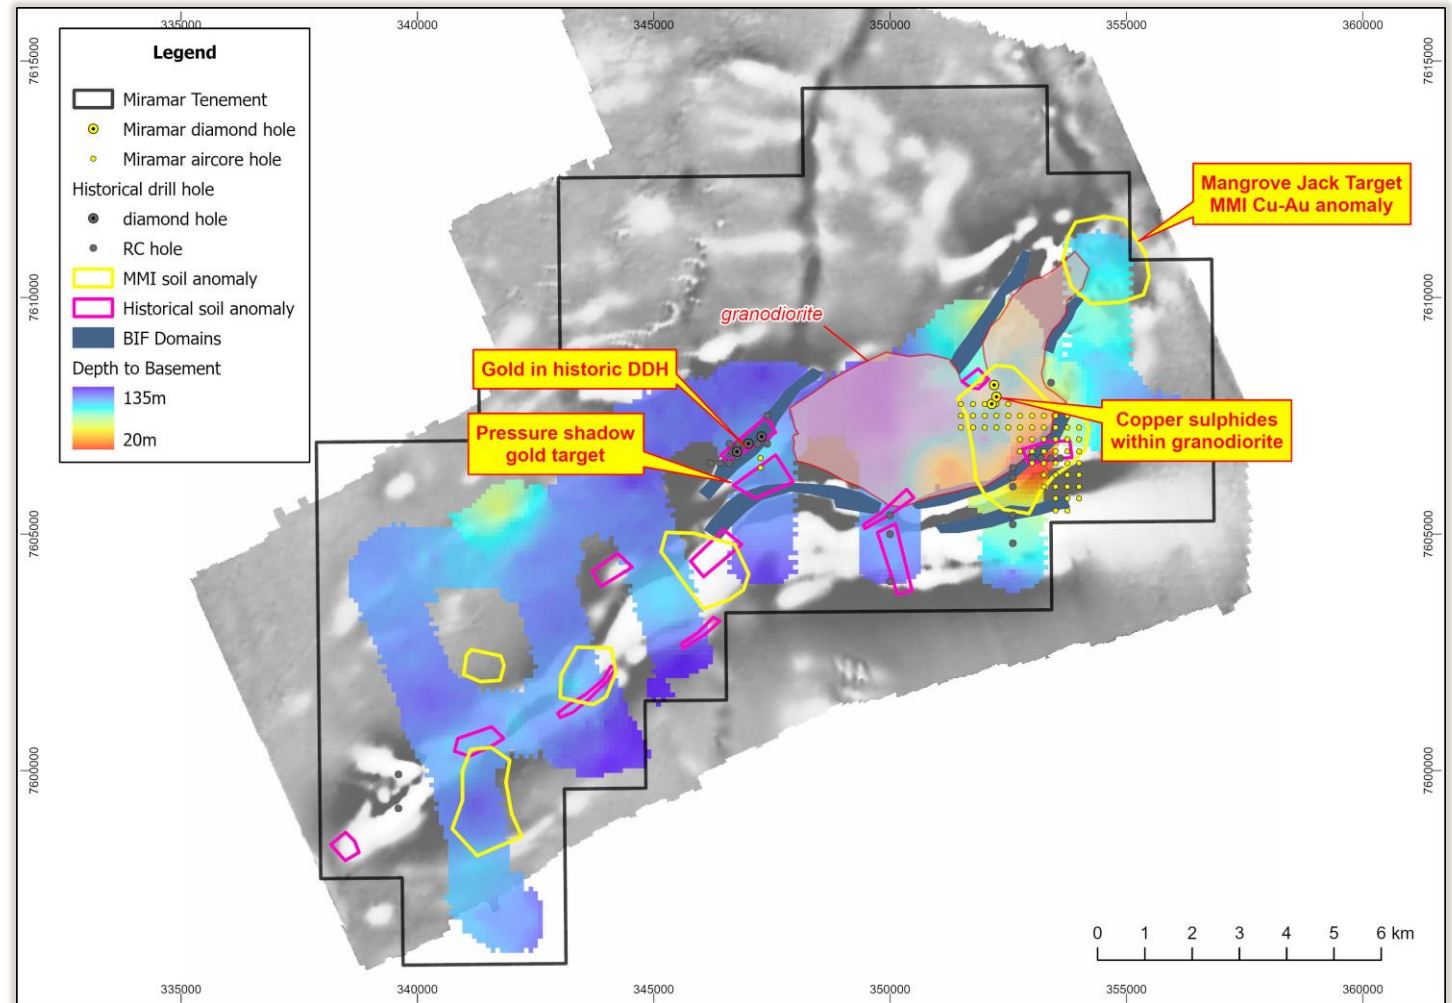 335000
340000
345000
350000
355000
360000
7615000
7615000
Legend
Miramar Tenement
Miramar diamond hole
Miramar aircore hole
Historical drill hole
diamond hole
RC hole
MMI soil anomaly
Historical soil anomaly
BIF Domains
Depth to Basement
135m
20m
Mangrove Jack Target
MMI Cu-Au anomaly
7610000
7610000
granodiorite
Gold in historic DDH
Pressure shadow
gold target
Copper sulphides
within granodiorite
7605000
7605000
7600000
7600000
0 1 2 3 4 5 6 km
335000
340000
345000
350000
355000
360000